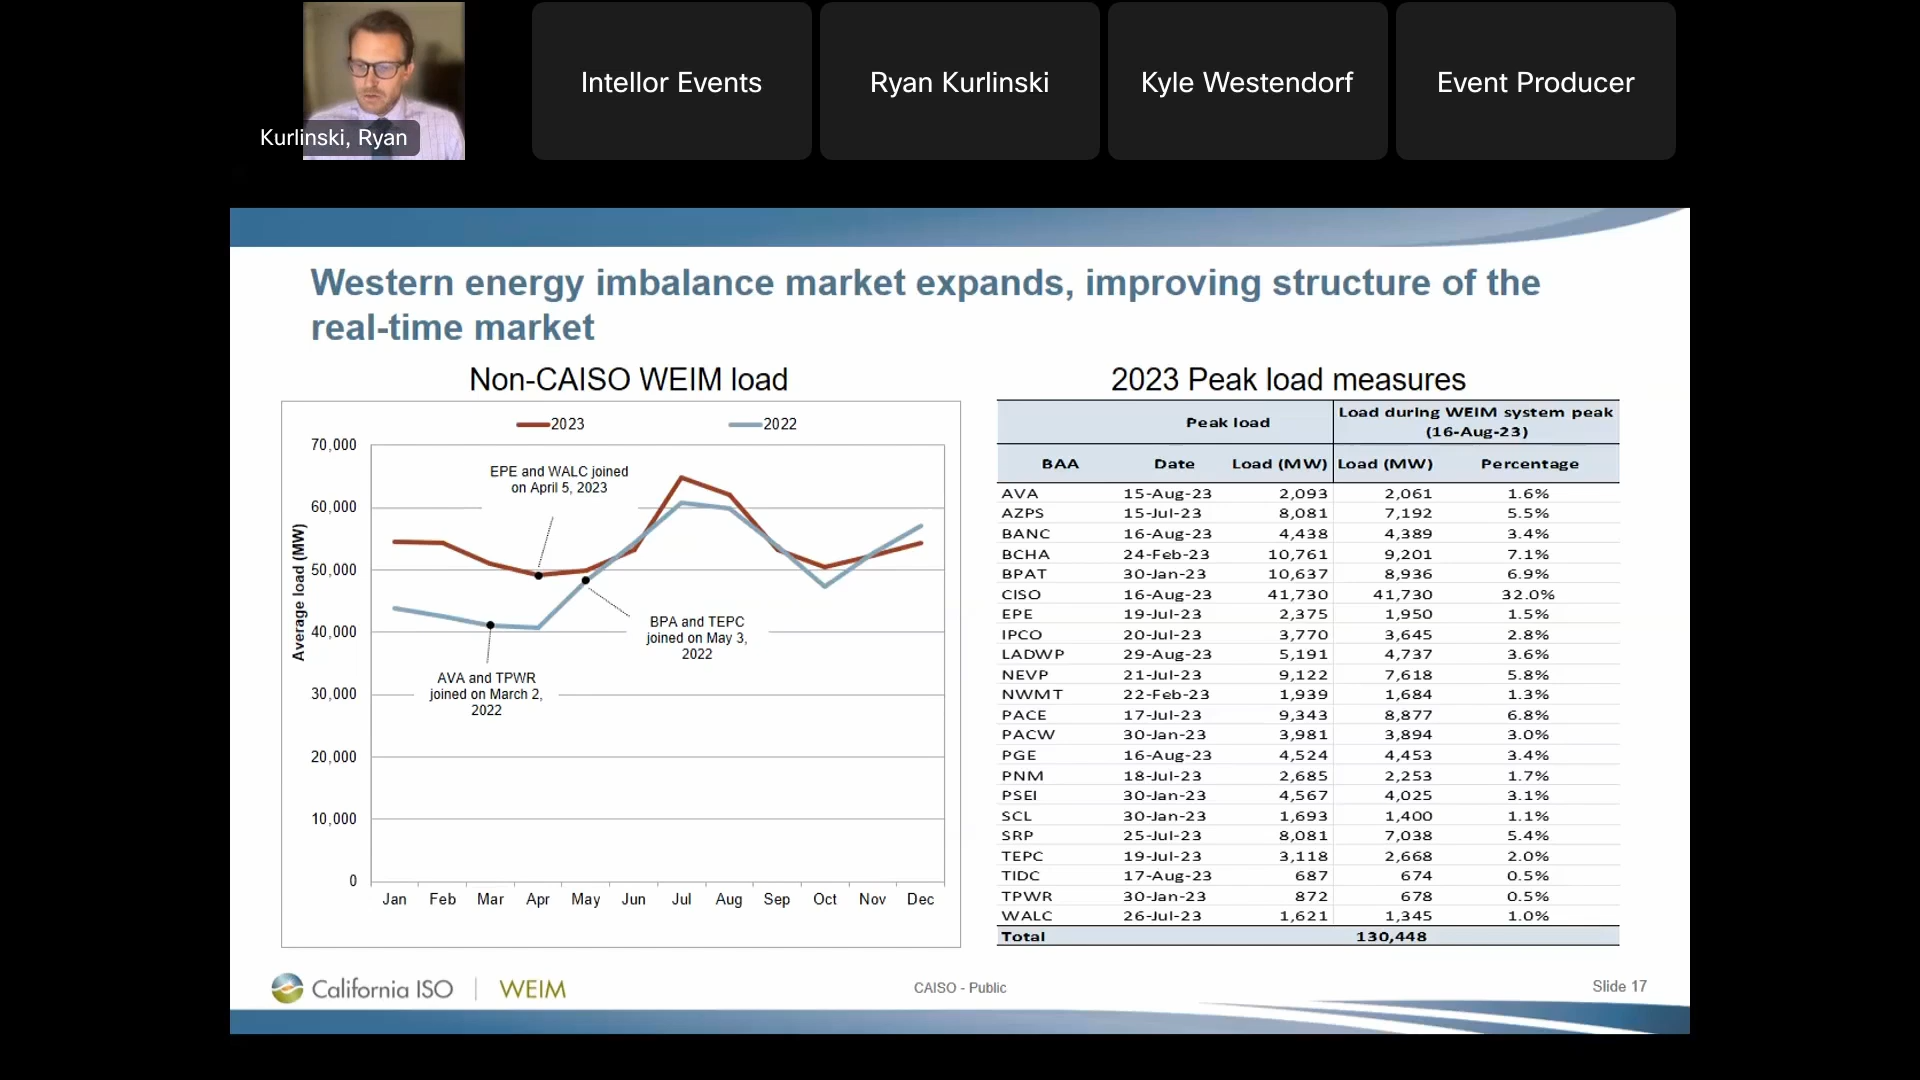 Kurlinski, Ryan
Intellor Events
Ryan Kurlinski
Kyle Westendorf
Event Producer
Western energy imbalance market expands, improving structure of the
real-time market
Non-CAISO WEIM load
2023
2022
Average load (MW)
70,000
60,000
50,000
40,000
30,000
20,000
10,000
0
EPE and WALC joined
on April 5, 2023
BPA and TEPC
joined on May 3,
2022
AVA and TPWR
joined on March 2,
2022
Jan Feb Mar Apr May Jun Jul Aug Sep Oct Nov Dec
2023 Peak load measures
Peak load Load during WEIM system peak
(16-Aug-23)
BAA Date Load (MW) Load (MW) Percentage
AVA 15-Aug-23 2,093 2,061 1.6%
AZPS 15-Jul-23 8,081 7,192 5.5%
BANC 16-Aug-23 4,438 4,389 3.4%
BCHA 24-Feb-23 10,761 9,201 7.1%
BPAT 30-Jan-23 10,637 8,936 6.9%
CISO 16-Aug-23 41,730 41,730 32.0%
EPE 19-Jul-23 2,375 1,950 1.5%
IPCO 20-Jul-23 3,770 3,645 2.8%
LADWP 29-Aug-23 5,191 4,737 3.6%
NEVP 21-Jul-23 9,122 7,618 5.8%
NWMT 22-Feb-23 1,939 1,684 1.3%
PACE 17-Jul-23 9,343 8,877 6.8%
PACW 30-Jan-23 3,981 3,894 3.0%
PGE 16-Aug-23 4,524 4,453 3.4%
PNM 18-Jul-23 2,685 2,253 1.7%
PSEI 30-Jan-23 4,567 4,025 3.1%
SCL 30-Jan-23 1,693 1,400 1.1%
SRP 25-Jul-23 8,081 7,038 5.4%
TEPC 19-Jul-23 3,118 2,668 2.0%
TIDC 17-Aug-23 687 674 0.5%
TPWR 30-Jan-23 872 678 0.5%
WALC 26-Jul-23 1,621 1,345 1.0%
Total 130,448
California ISO | WEIM
CAISO - Public
Slide 17